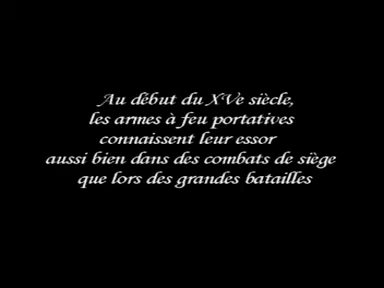 Au début du XVe siècle,
les armes à feu portatives
connaissent leur essor
aussi bien dans des combats de siège
que lors des grandes batailles